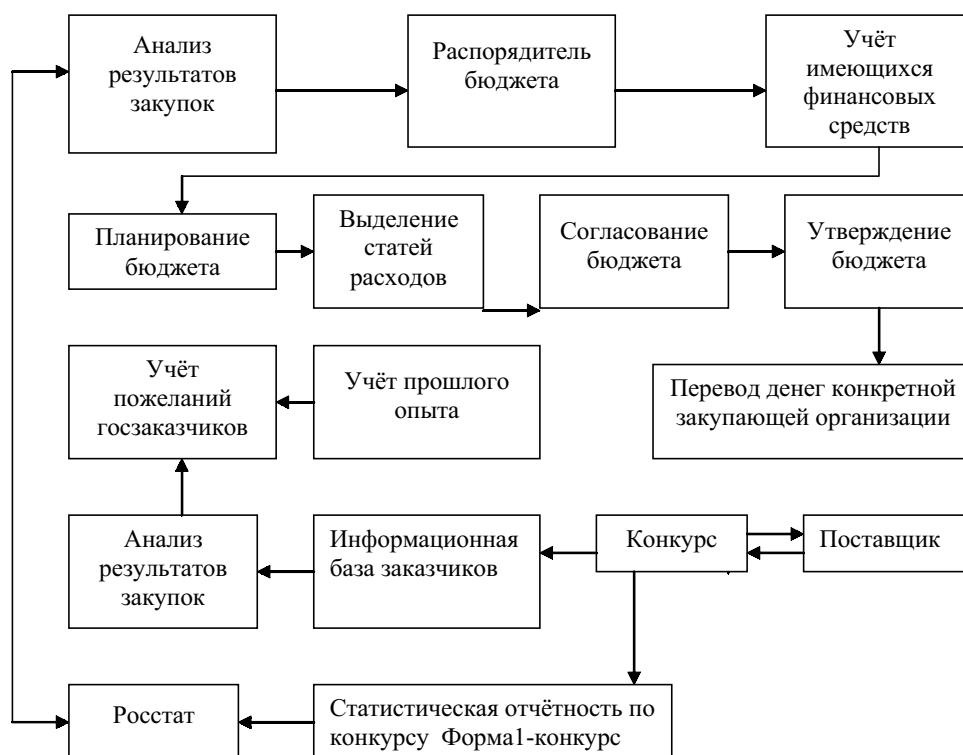 Анализ
результатов
закупок
Распорядитель
бюджета
Учёт
имеющихся
финансовых
средств
Планирование
бюджета
Выделение
статей
расходов
Согласование
бюджета
Утверждение
бюджета
Учёт
пожеланий
госзаказчиков
Учёт прошлого
опыта
Перевод денег конкретной
закупающей организации
Анализ
результатов
закупок
Информационная
база заказчиков
Конкурс
Поставщик
Росстат
Статистическая отчётность по
конкурсу Форма1-конкурс